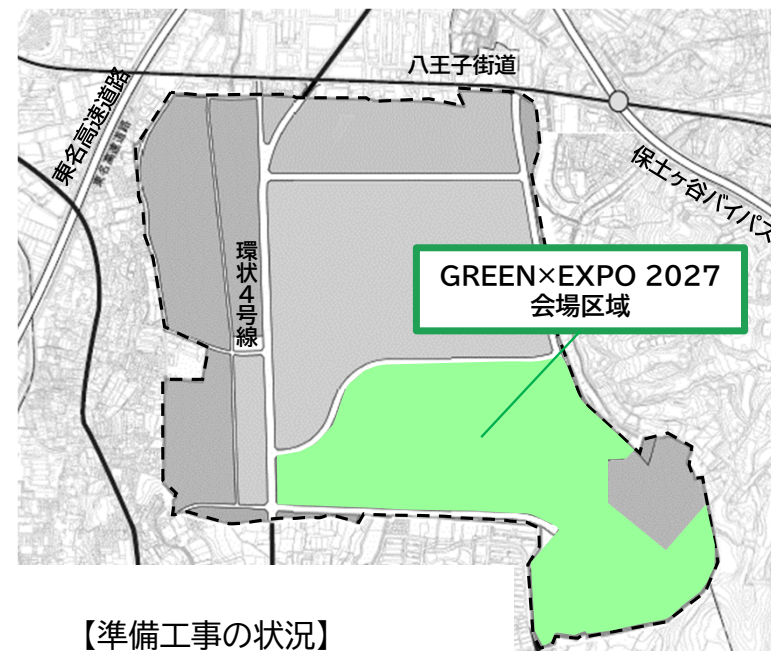 八王子街道
東名高速道路
東名高速道路
保土ヶ谷バイパス
環状4号線
GREEN×EXPO 2027
会場区域
【準備工事の状況】